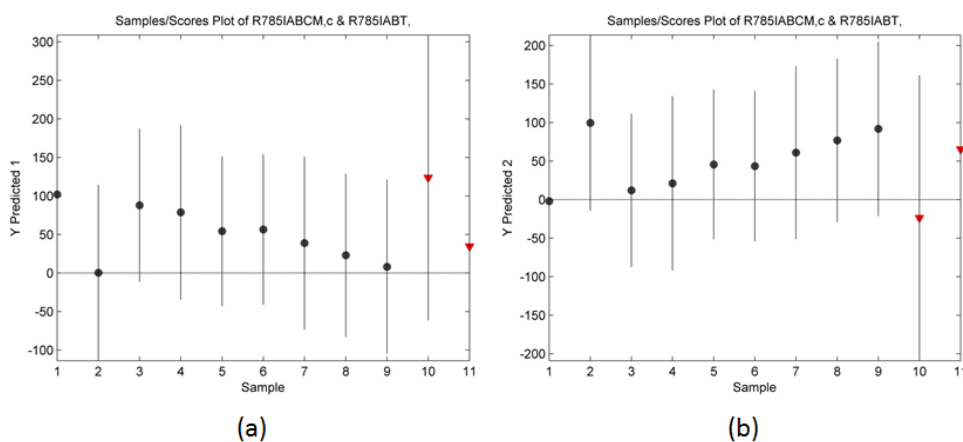 Samples/Scores Plot of R785IABCM,c & R785IABT,
300
250
200
150
100
50
0
-50
-100
Y Predicted 1
1 2 3 4 5 6 7 8 9 10 11
Sample
(a)
Samples/Scores Plot of R785IABCM,c & R785IABT,
200
150
100
50
0
-50
-100
-150
-200
Y Predicted 2
1 2 3 4 5 6 7 8 9 10 11
Sample
(b)